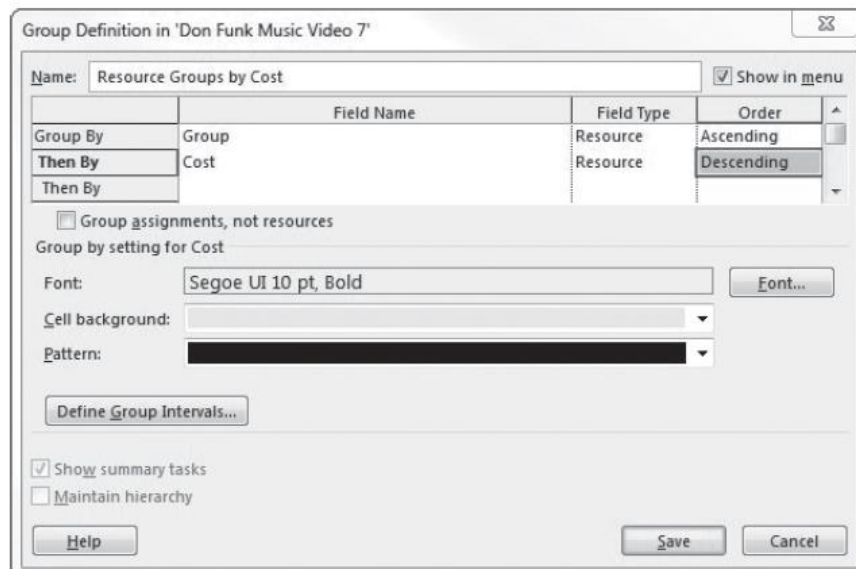 Group Definition in 'Don Funk Music Video 7'
Name: Resource Groups by Cost Show in menu
Field Name Field Type Order
Group By Group Resource Ascending
Then By Cost Resource Descending
Then By
Group assignments, not resources
Group by setting for Cost
Font: Segoe UI 10 pt, Bold Font...
Cell background:
Pattern:
Define Group Intervals...
Show summary tasks
Maintain hierarchy
Help Save Cancel